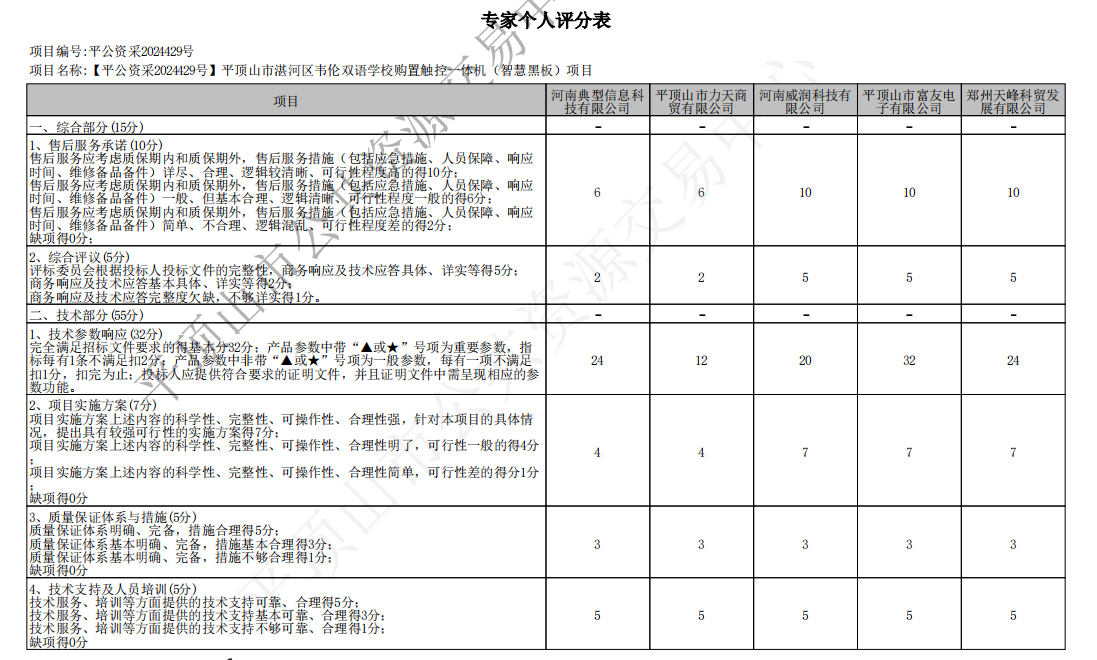 专家个人评分表
项目编号:平公资采2024429号
项目名称:【平公资采2024429号】平顶山市湛河区韦伦双语学校购置触控一体机（智慧黑板）项目
项目
河南典型信息科
技有限公司
平顶山市力天商
贸有限公司
河南威润科技有
限公司
平顶山市富友电
子有限公司
郑州天峰科贸发
展有限公司
一、综合部分(15分)
－ － － － －
1、售后服务承诺(10分)
售后服务应考虑质保期内和质保期外，售后服务措施（包括应急措施、人员保障、响应
时间、维修备品备件）详尽、合理、逻辑较清晰、可行性程度高的得10分；
售后服务应考虑质保期内和质保期外，售后服务措施（包括应急措施、人员保障、响应
时间、维修备品备件）一般、但基本合理、逻辑清晰、可行性程度一般的得6分；
售后服务应考虑质保期内和质保期外，售后服务措施（包括应急措施、人员保障、响应
时间、维修备品备件）简单、不合理、逻辑混乱、可行性程度差的得2分；
缺项得0分；
6 6 10 10 10
2、综合评议(5分)
评标委员会根据投标人投标文件的完整性，商务响应及技术应答具体、详实等得5分；
商务响应及技术应答基本具体、详实等得2分；
商务响应及技术应答完整度欠缺，不够详实得1分。
2 2 5 5 5
二、技术部分(55分)
－ － － － －
1、技术参数响应(32分)
完全满足招标文件要求的得基本分32分；产品参数中带“▲或★”号项为重要参数，指
标每有1条不满足扣2分；产品参数中非带“▲或★”号项为一般参数，每有一项不满足
扣1分，扣完为止；投标人应提供符合要求的证明文件，并且证明文件中需呈现相应的参
数功能。
24 12 20 32 24
2、项目实施方案(7分)
项目实施方案上述内容的科学性、完整性、可操作性、合理性强，针对本项目的具体情
况，提出具有较强可行性的实施方案得7分；
项目实施方案上述内容的科学性、完整性、可操作性、合理性明了，可行性一般的得4分
；
项目实施方案上述内容的科学性、完整性、可操作性、合理性简单，可行性差的得分1分
；
缺项得0分
4 4 7 7 7
3、质量保证体系与措施(5分)
质量保证体系明确、完备，措施合理得5分；
质量保证体系基本明确、完备，措施基本合理得3分；
质量保证体系基本明确、完备，措施不够合理得1分；
缺项得0分
3 3 3 3 3
4、技术支持及人员培训(5分)
技术服务、培训等方面提供的技术支持可靠、合理得5分；
技术服务、培训等方面提供的技术支持基本可靠、合理得3分；
技术服务、培训等方面提供的技术支持不够可靠、合理得1分；
缺项得0分
5 5 5 5 5
平顶山市公共资源交易中
平顶山市公共资源交易中心